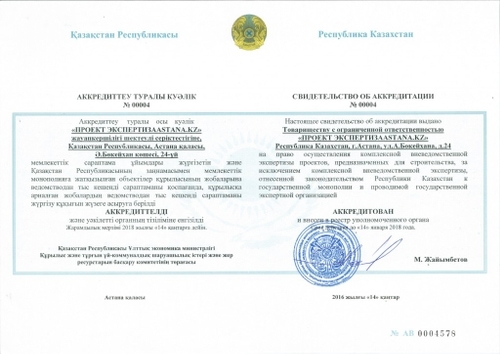 Қазақстан Республикасы
Республика Казахстан
АККРЕДИТТЕУ ТУРАЛЫ КУӘЛІК
№ 00004
Аккредиттеу туралы осы куәлік
«ПРОЕКТ ЭКСПЕРТИЗАASTANA.KZ»
жауапкершілігі шектеулі серіктестігіне,
Қазақстан Республикасы, Астана қаласы,
Ә.Бөкейхан көшесі, 24-үй
мемлекеттік сараптама ұйымдары жүргізетін және
Қазақстан Республикасының заңнамасымен мемлекеттік
монополияға жатқызылған объектілер құрылысының жобаларына
ведомстводан тыс кешенді сараптаманы қоспағанда, құрылысқа
арналған жобалардың ведомстводан тыс кешенді сараптамасын
жүргізу құқығын жүзеге асыруға берілді
АККРЕДИТТЕЛДІ
және уәкілетті органның тізіліміне енгізілді
Жарамдылық мерзімі 2018 жылғы «14» қаңтарға дейін.
Қазақстан Республикасы Ұлттық экономика министрлігі
Құрылыс және тұрғын үй-коммуналдық шаруашылық істері және жер
ресурстарын басқару комитетінің төрағасы
Астана қаласы
СВИДЕТЕЛЬСТВО ОБ АККРЕДИТАЦИИ
№ 00004
Настоящее свидетельство об аккредитации выдано
Товариществу с ограниченной ответственностью
«ПРОЕКТ ЭКСПЕРТИЗАASTANA.KZ»
Республика Казахстан, г.Астана, ул.А.Бокейхана, д.24
на право осуществления комплексной вневедомственной
экспертизы проектов, предназначенных для строительства, за
исключением комплексной вневедомственной экспертизы,
отнесенной законодательством Республики Казахстан к
государственной монополии и проводимой государственной
экспертной организацией
АККРЕДИТОВАН
и внесен в реестр уполномоченного органа
до «14» января 2018 года.
М. Жайымбетов
2016 жылғы «14» қаңтар
№ АВ 0004578